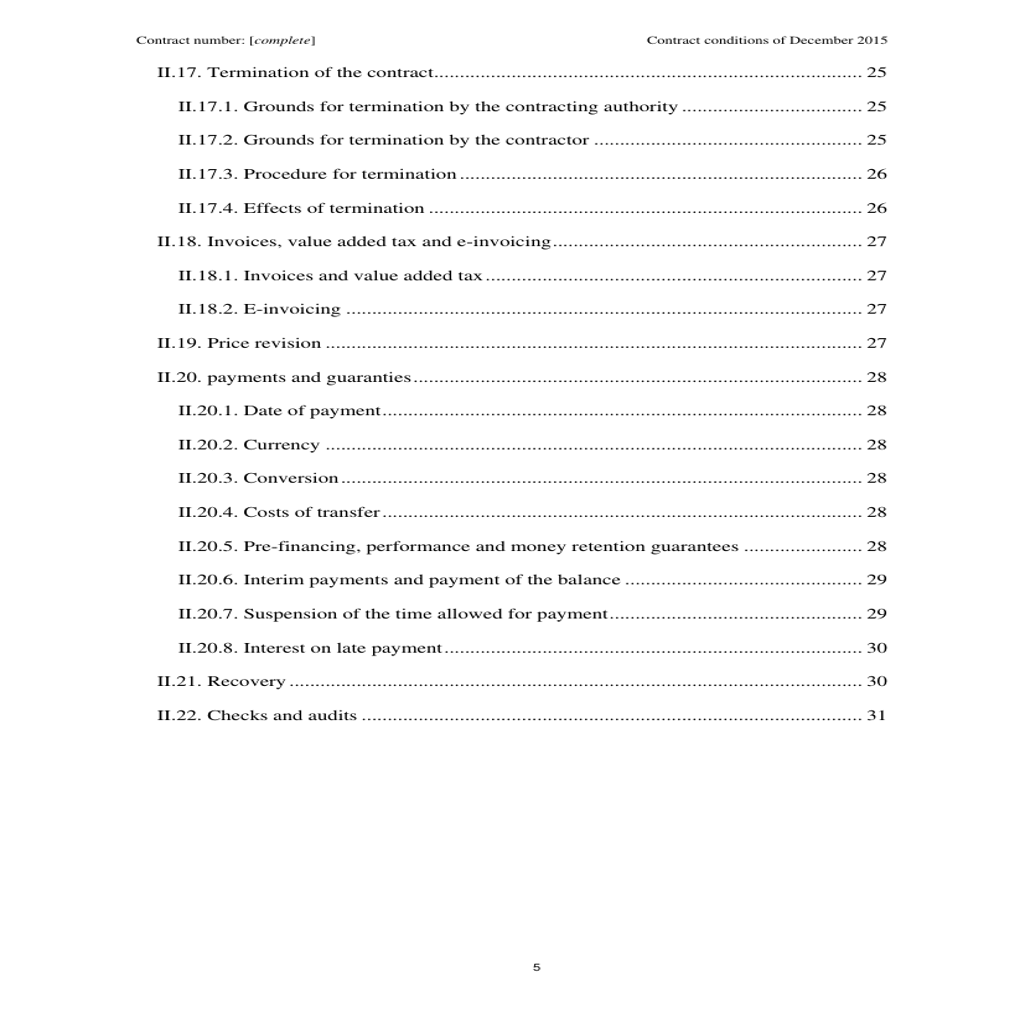 Contract number: [complete] Contract conditions of December 2015
II.17. Termination of the contract.................................................................................... 25
II.17.1. Grounds for termination by the contracting authority ................................... 25
II.17.2. Grounds for termination by the contractor .................................................... 25
II.17.3. Procedure for termination .............................................................................. 26
II.17.4. Effects of termination .................................................................................... 26
II.18. Invoices, value added tax and e-invoicing............................................................ 27
II.18.1. Invoices and value added tax ......................................................................... 27
II.18.2. E-invoicing .................................................................................................... 27
II.19. Price revision ........................................................................................................ 27
II.20. payments and guaranties....................................................................................... 28
II.20.1. Date of payment............................................................................................. 28
II.20.2. Currency ........................................................................................................ 28
II.20.3. Conversion..................................................................................................... 28
II.20.4. Costs of transfer............................................................................................. 28
II.20.5. Pre-financing, performance and money retention guarantees ....................... 28
II.20.6. Interim payments and payment of the balance .............................................. 29
II.20.7. Suspension of the time allowed for payment................................................. 29
II.20.8. Interest on late payment................................................................................. 30
II.21. Recovery ............................................................................................................... 30
II.22. Checks and audits ................................................................................................. 31
5